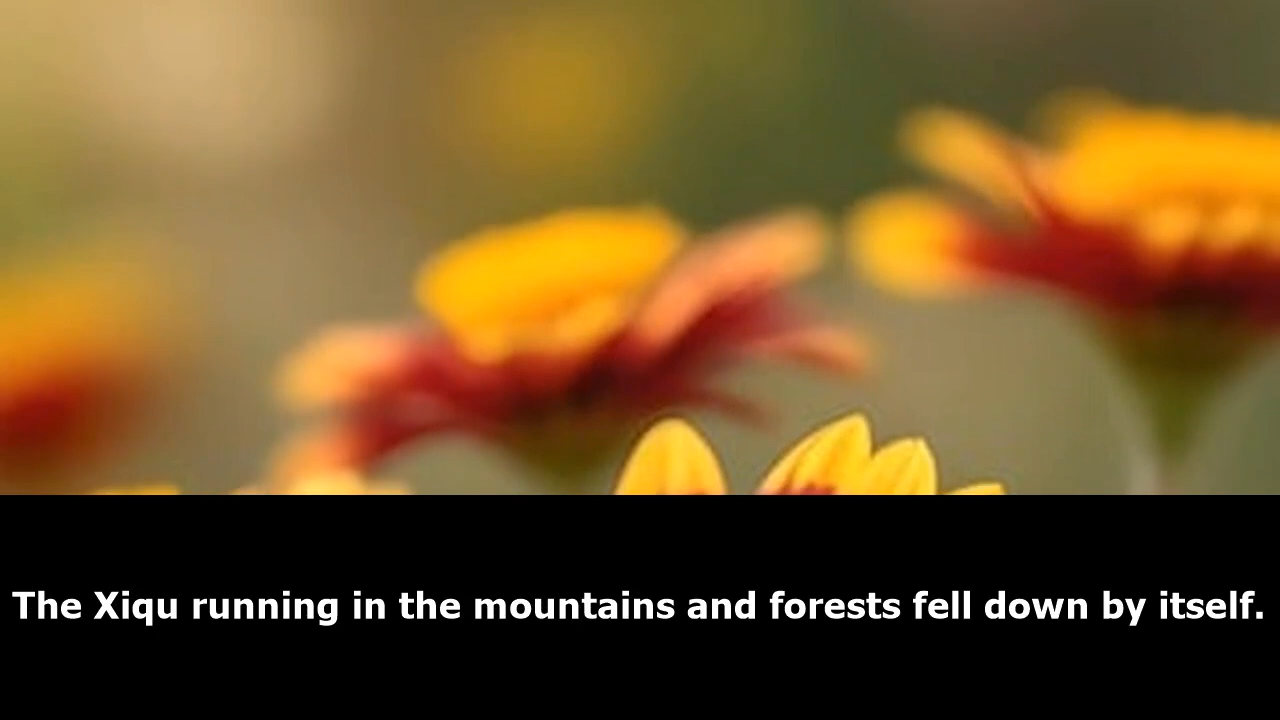 The Xiqu running in the mountains and forests fell down by itself.